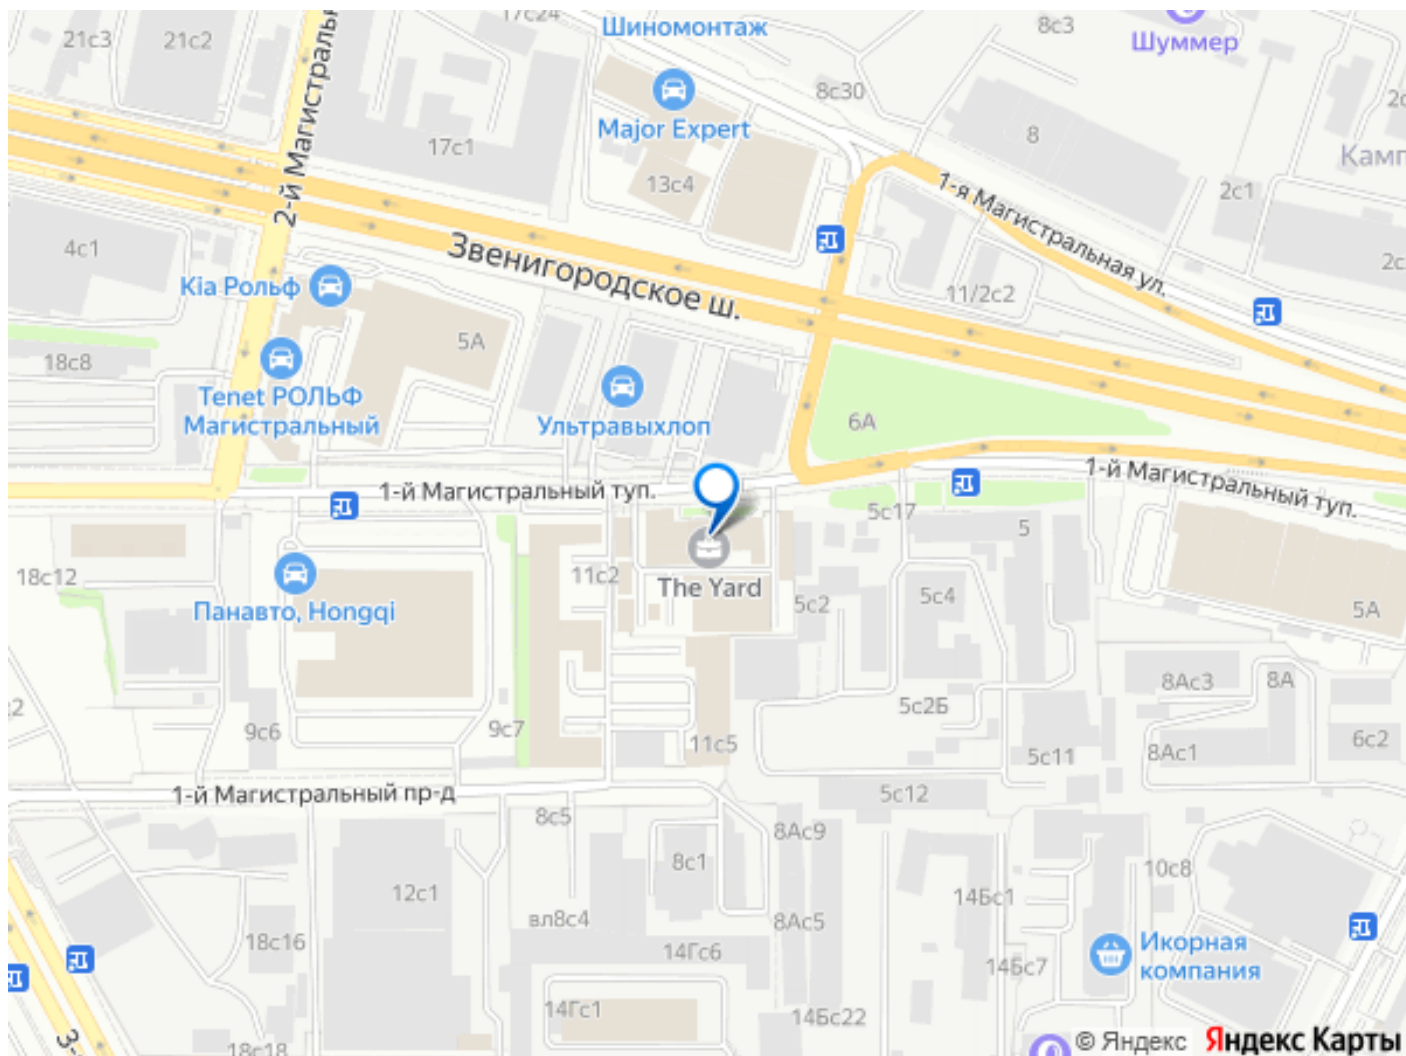 17с24
Шиномонтаж
8с3
Шуммер
21с3
21с2
2-й Магистраль
8с30
Major Expert
17с1
8
Камп
13с4
2с1
1-я Магистральная ул.
4с1
Звенигородское ш.
Kia Рольф
11/2с2
5А
18с8
Tenet РОЛЬФ
Магистральный
Ультравыхлоп
6А
1-й Магистральный туп.
1-й Магистральный туп.
5с17
5
18с12
11с2
The Yard
5с2
5с4
5А
Панавто, Hongqi
8Ас3
8А
5с2Б
9с6
9с7
11с5
5с11
8Ас1
6с2
1-й Магистральный пр-д
5с12
8с5
8Ас9
8с1
10с8
12с1
14Бс1
вл8с4
8Ас5
18с16
14Гс6
Икорная
компания
14Бс7
14Гс1
14Бс22
18с18
© Яндекс
Яндекс Карты